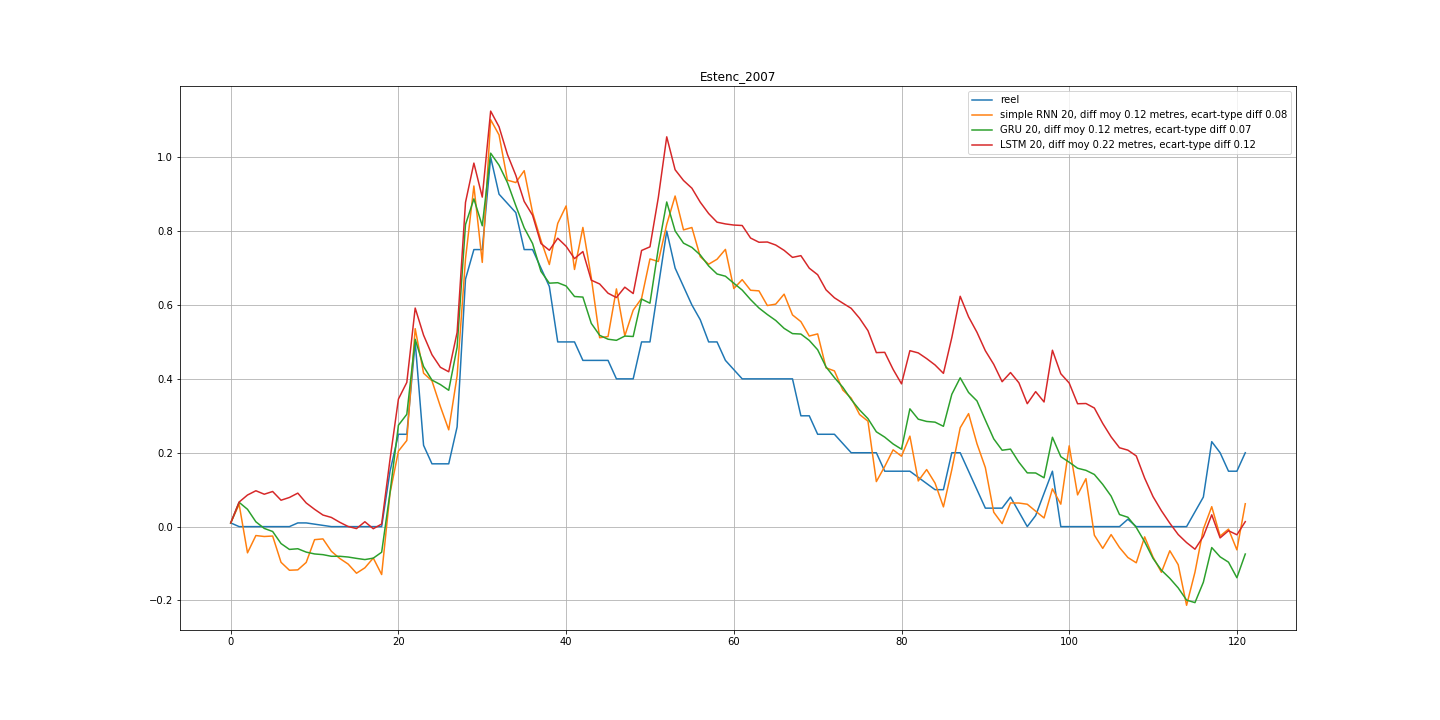 Estenc_2007
reel
simple RNN 20, diff moy 0.12 metres, ecart-type diff 0.08
GRU 20, diff moy 0.12 metres, ecart-type diff 0.07
LSTM 20, diff moy 0.22 metres, ecart-type diff 0.12
1.0
0.8
0.6
0.4
0.2
0.0
−0.2
0 20 40 60 80 100 120